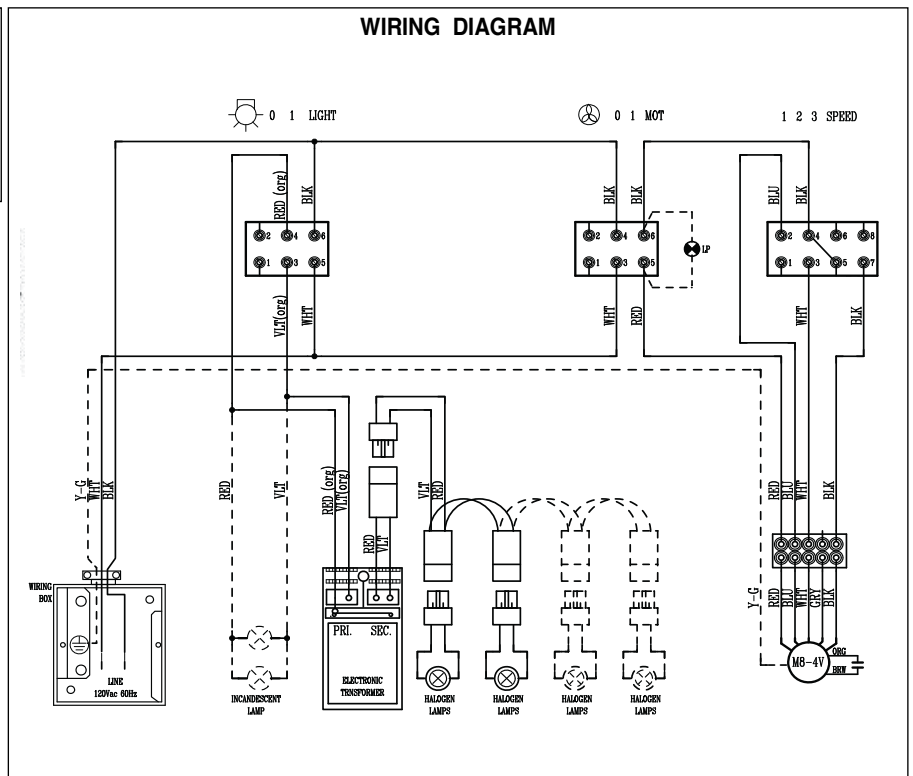 WIRING DIAGRAM
0 1 LIGHT
0 1 MOT
1 2 3 SPEED
RED (org)
BLK
BLK
BLK
BLU
BLK
2 4 6
1 3 5
2 4 6
1 3 5
LP
2 4 6 8
1 3 5 7
VLT(org)
WHT
WHT
RED
WHT
BLK
Y-G
WHT
BLK
RED
VLT
RED (org)
VLT(org)
RED
VLT
VLT
RED
RED
BLU
WHT
BLK
Y-G
RED
BLU
WHT
GRY
BLK
WIRING
BOX
LINE
120Vac 60Hz
INCANDESCENT
LAMP
PRI. SEC.
ELECTRONIC
TRNSFORMER
HALOGEN
LAMPS
HALOGEN
LAMPS
HALOGEN
LAMPS
HALOGEN
LAMPS
M8-4V
ORG
BRW